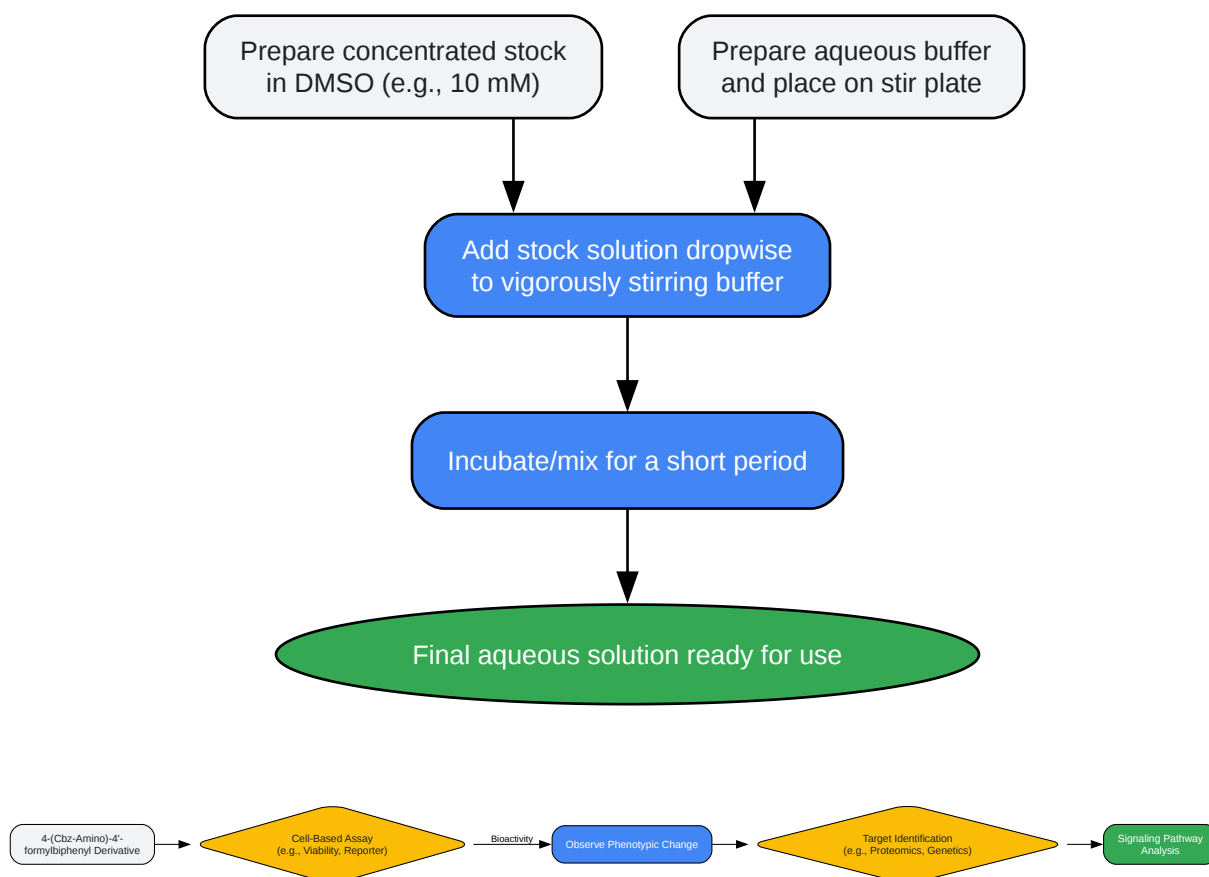 Prepare concentrated stock
in DMSO (e.g., 10 mM)
Prepare aqueous buffer
and place on stir plate
Add stock solution dropwise
to vigorously stirring buffer
Incubate/mix for a short period
Final aqueous solution ready for use
4-(Cbz-Amino)-4'-
formylbiphenyl Derivative
Cell-Based Assay
(e.g., Viability, Reporter)
Bioactivity
Observe Phenotypic Change
Target Identification
(e.g., Proteomics, Genetics)
Signaling Pathway
Analysis